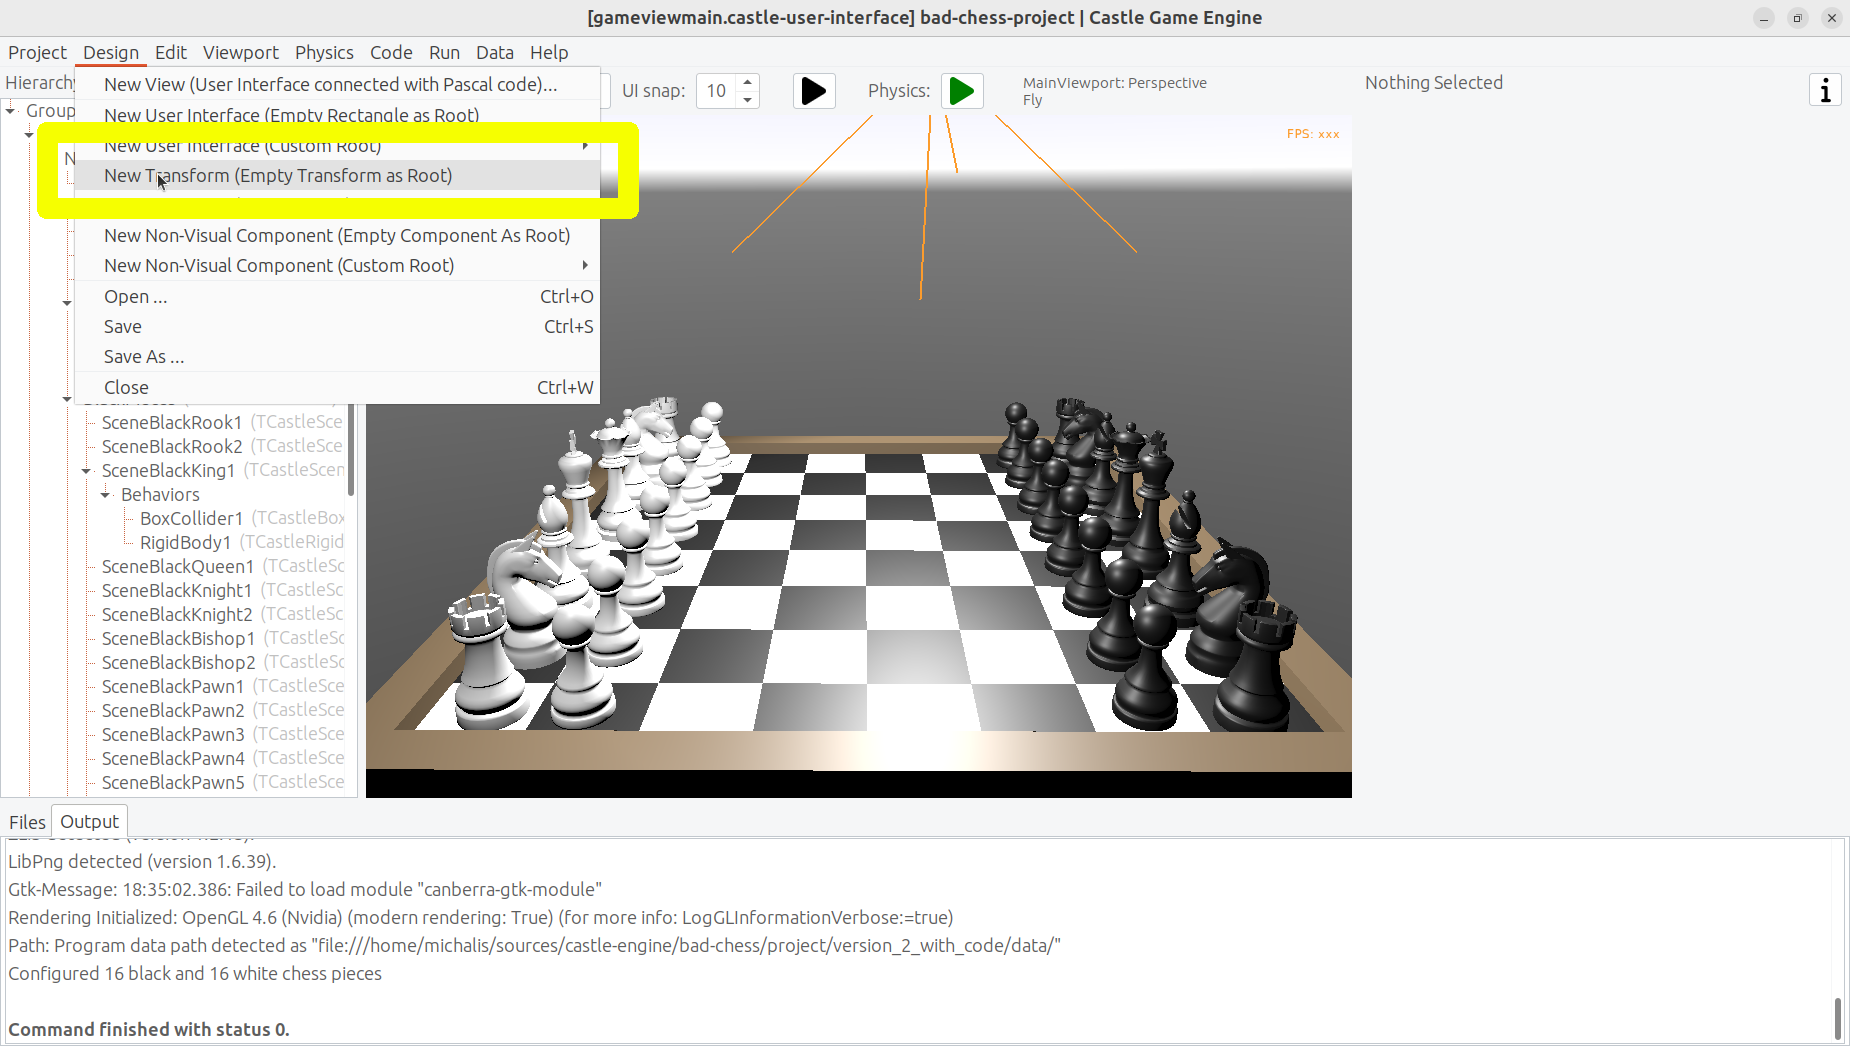 [gameviewmain.castle-user-interface] bad-chess-project | Castle Game Engine
Project Design Edit Viewport Physics Code Run Data Help
Hierarchy
New View (User Interface connected with Pascal code)...
New User Interface (Empty Rectangle as Root)
New User Interface (Custom Root)
New Transform (Empty Transform as Root)
New Non-Visual Component (Empty Component As Root)
New Non-Visual Component (Custom Root)
Open ... Ctrl+O
Save Ctrl+S
Save As ...
Close Ctrl+W
UI snap: 10
Physics:
MainViewport: Perspective
Fly
Nothing Selected
i
FPS: xxx
Group
N
SceneBlackRook1 (TCastleSce
SceneBlackRook2 (TCastleSce
SceneBlackKing1 (TCastleScen
Behaviors
BoxCollider1 (TCastleBox
RigidBody1 (TCastleRigid
SceneBlackQueen1 (TCastleSc
SceneBlackKnight1 (TCastleSc
SceneBlackKnight2 (TCastleSc
SceneBlackBishop1 (TCastleSc
SceneBlackBishop2 (TCastleSc
SceneBlackPawn1 (TCastleSce
SceneBlackPawn2 (TCastleSce
SceneBlackPawn3 (TCastleSce
SceneBlackPawn4 (TCastleSce
SceneBlackPawn5 (TCastleSce
Files Output
LibPng detected (version 1.6.39).
Gtk-Message: 18:35:02.386: Failed to load module "canberra-gtk-module"
Rendering Initialized: OpenGL 4.6 (Nvidia) (modern rendering: True) (for more info: LogGLInformationVerbose:=true)
Path: Program data path detected as "file:///home/michalis/sources/castle-engine/bad-chess/project/version_2_with_code/data/"
Configured 16 black and 16 white chess pieces
Command finished with status 0.